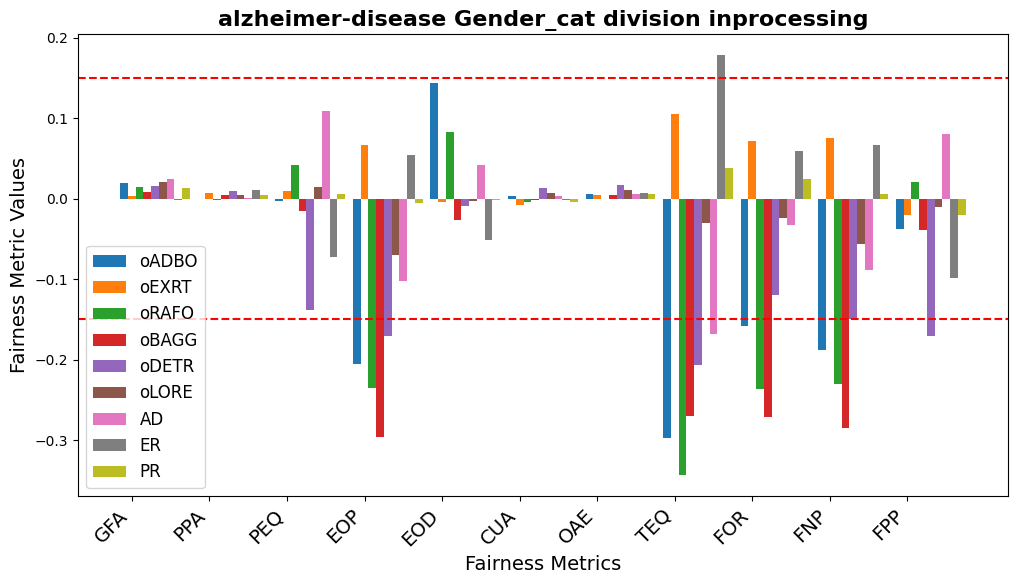 alzheimer-disease Gender_cat division inprocessing
Fairness Metric Values
0.2
0.1
0.0
−0.1
−0.2
−0.3
oADBO
oEXRT
oRAFO
oBAGG
oDETR
oLORE
AD
ER
PR
GFA
PPA
PEQ
EOP
EOD
CUA
OAE
TEQ
FOR
FNP
FPP
Fairness Metrics